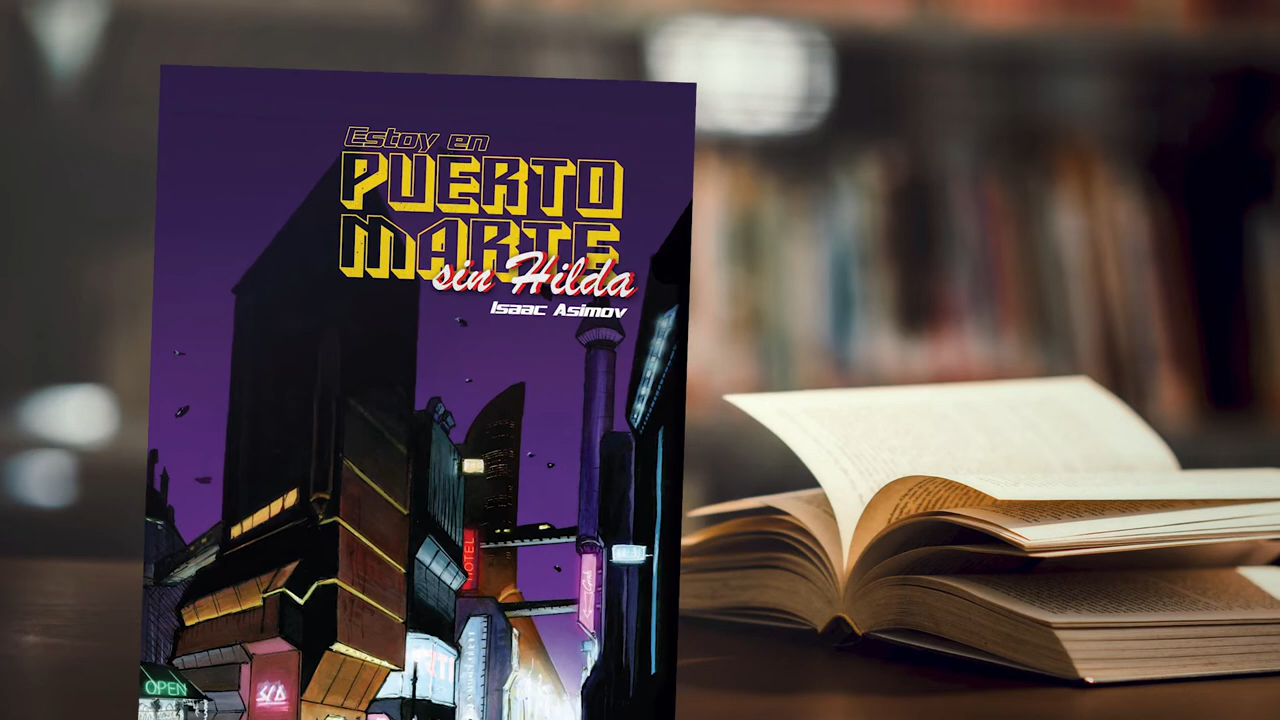 Estoy en
PUERTO
MARTE
sin Hilda
Isaac Asimov
HOTEL
OPEN